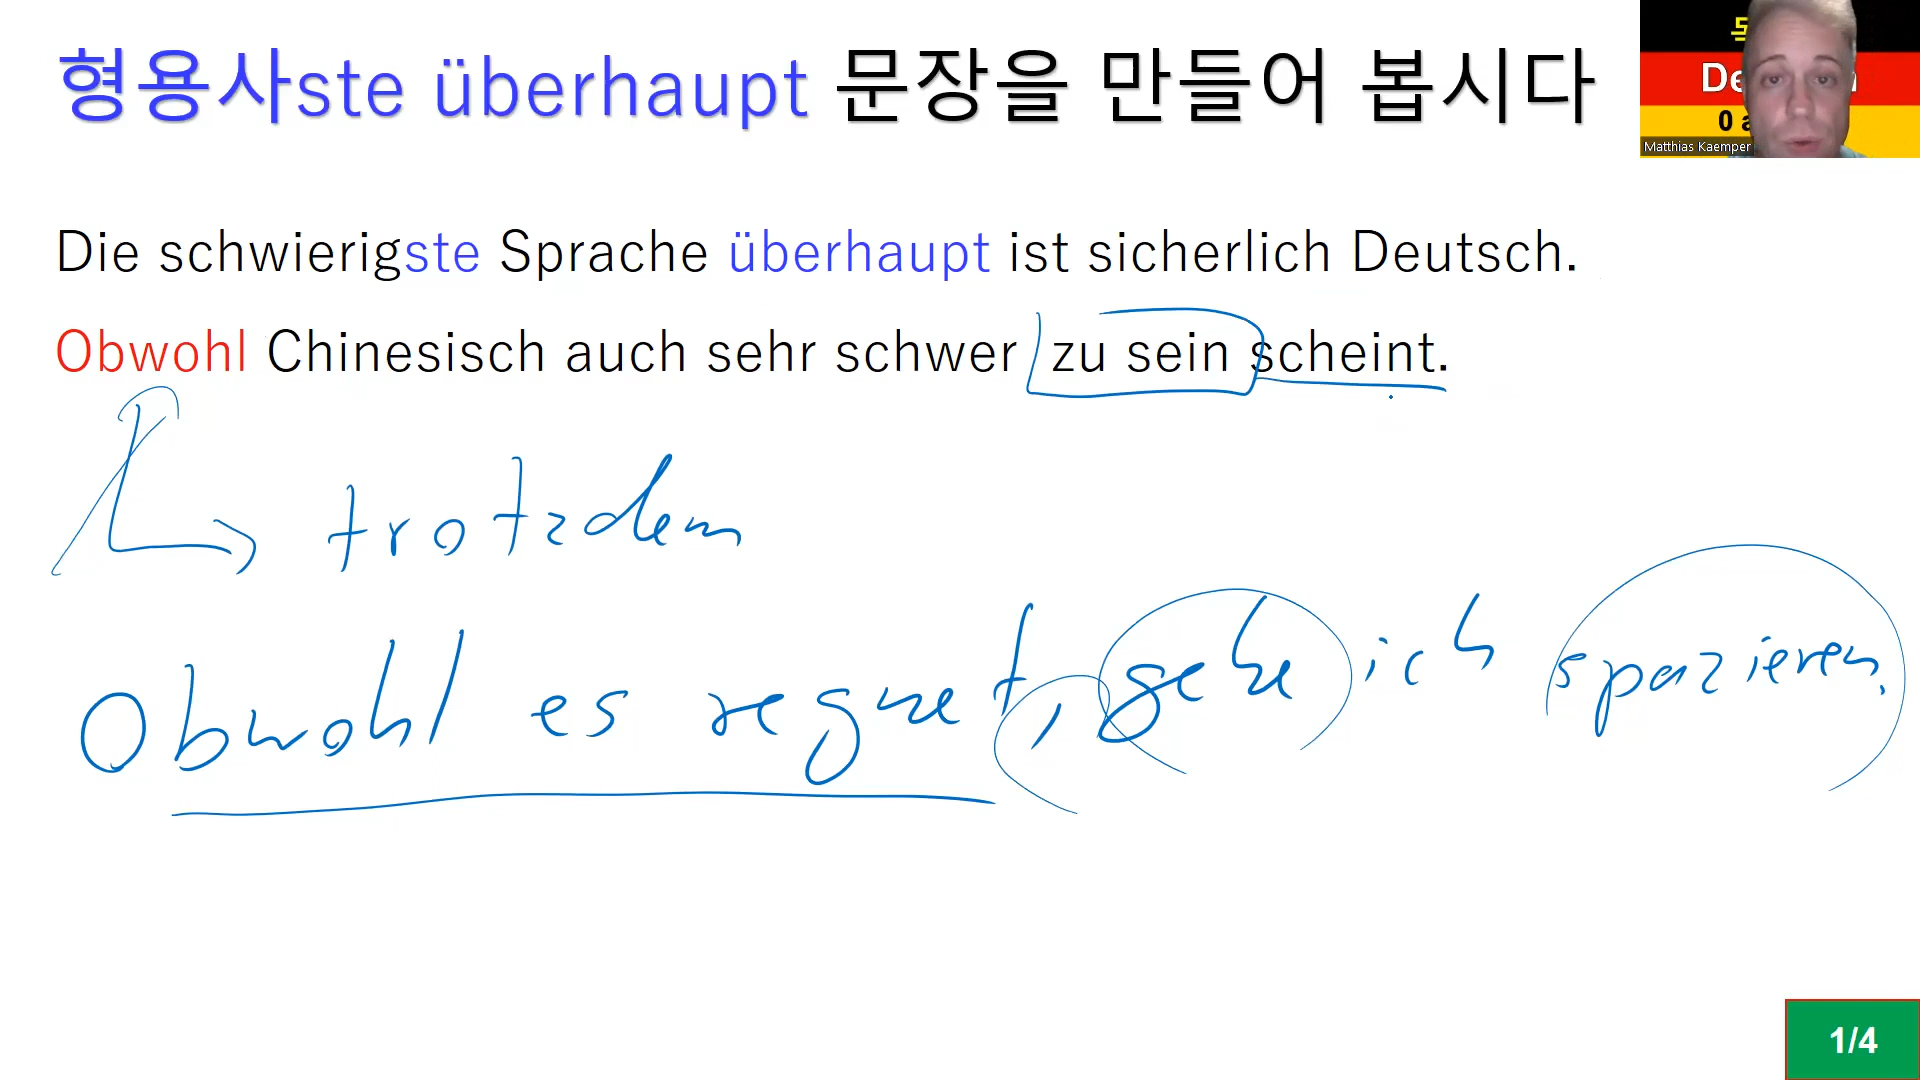 형용사ste überhaupt 문장을 만들어 봅시다
De
0 a
Matthias Kaemper
Die schwierigste Sprache überhaupt ist sicherlich Deutsch.
Obwohl Chinesisch auch sehr schwer zu sein scheint.
trotzdem
Obwohl es regnet, gehe ich spazieren.
1/4